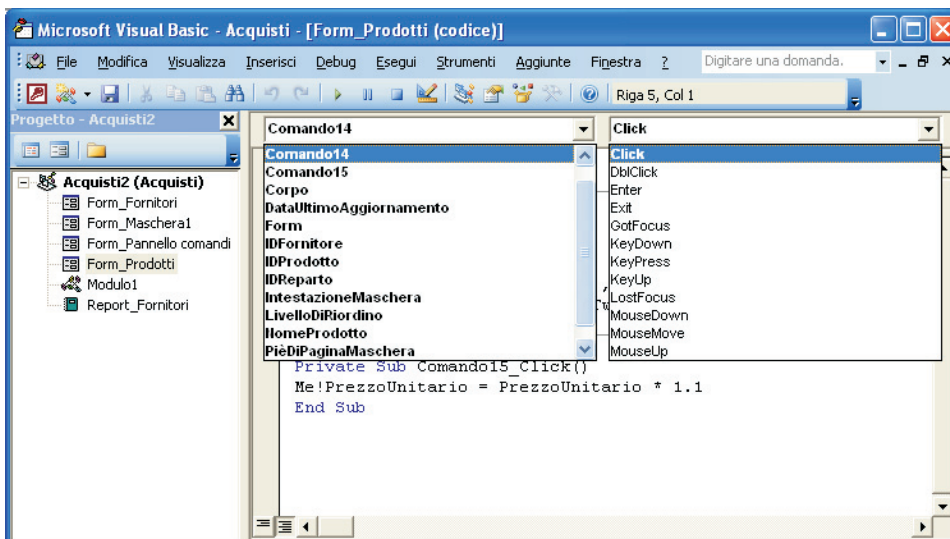 Microsoft Visual Basic - Acquisti - [Form_Prodotti (codice)]
File Modifica Visualizza Inserisci Debug Esegui Strumenti Aggiunte Finestra ? Digitare una domanda.
Riga 5, Col 1
Progetto - Acquisti2
Acquisti2 (Acquisti)
Form_Fornitori
Form_Maschera1
Form_Pannello comandi
Form_Prodotti
Modulo1
Report_Fornitori
Comando14
Comando14
Comando15
Corpo
DataUltimoAggiornamento
Form
IDFornitore
IDProdotto
IDReparto
IntestazioneMaschera
LivelloDiRiordino
NomeProdotto
PièDiPaginaMaschera
Click
Click
DblClick
Enter
Exit
GotFocus
KeyDown
KeyPress
KeyUp
LostFocus
MouseDown
MouseMove
MouseUp
Private Sub Comando15_Click()
Me!PrezzoUnitario = PrezzoUnitario * 1.1
End Sub